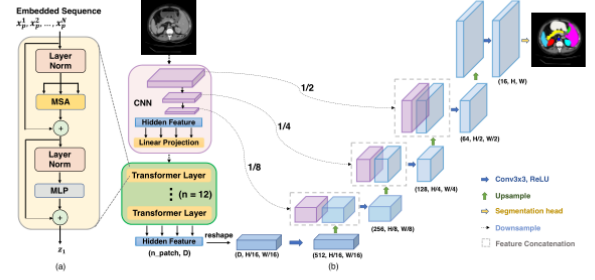 Embedded Sequence
x_p^1, x_p^2, ..., x_p^N
Layer
Norm
MSA
+
Layer
Norm
MLP
+
z_1
(a)
CNN
Hidden Feature
Linear Projection
Transformer Layer
(n = 12)
Transformer Layer
Hidden Feature
(n_patch, D)
reshape
(D, H/16, W/16)
(512, H/16, W/16)
1/2
1/4
1/8
(256, H/8, W/8)
(128, H/4, W/4)
(64, H/2, W/2)
(16, H, W)
Conv3x3, ReLU
Upsample
Segmentation head
Downsample
Feature Concatenation
(b)